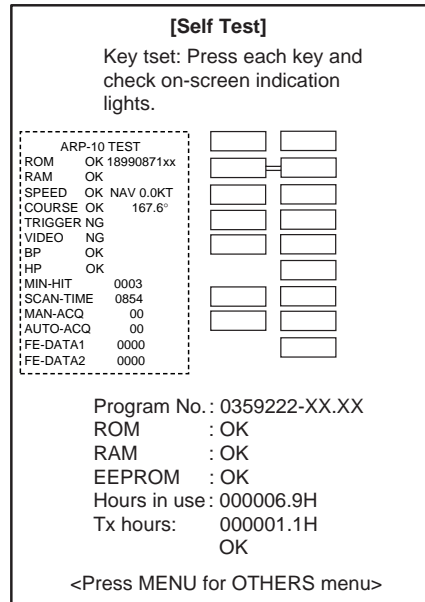 [Self Test]
Key tset: Press each key and
check on-screen indication
lights.
ARP-10 TEST
ROM OK 18990871xx
RAM OK
SPEED OK NAV 0.0KT
COURSE OK 167.6°
TRIGGER NG
VIDEO NG
BP OK
HP OK
MIN-HIT 0003
SCAN-TIME 0854
MAN-ACQ 00
AUTO-ACQ 00
FE-DATA1 0000
FE-DATA2 0000
Program No. : 0359222-XX.XX
ROM : OK
RAM : OK
EEPROM : OK
Hours in use : 000006.9H
Tx hours: 000001.1H
OK
<Press MENU for OTHERS menu>